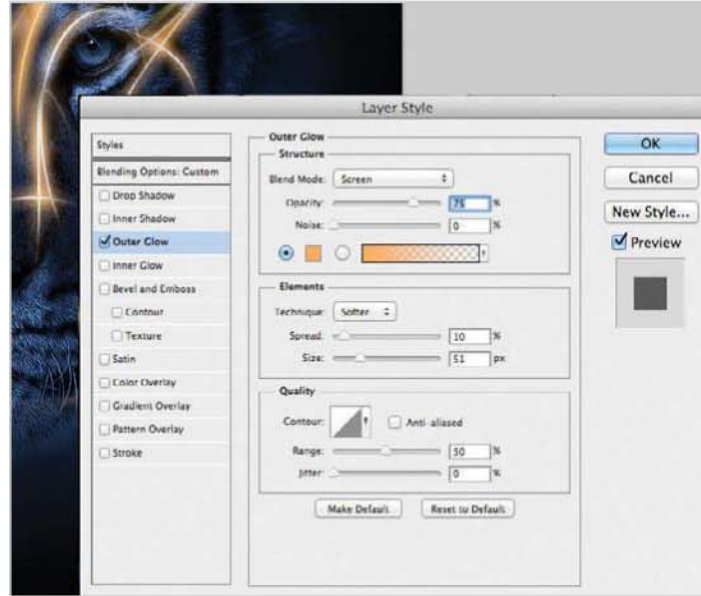 Layer Style
Styles
Blending Options: Custom
Drop Shadow
Inner Shadow
Outer Glow
Inner Glow
Bevel and Emboss
Contour
Texture
Satin
Color Overlay
Gradient Overlay
Pattern Overlay
Stroke
Outer Glow
Structure
Blend Mode: Screen
Opacity: 75 %
Noise: 0 %
Elements
Technique: Softer
Spread: 10 %
Size: 51 px
Quality
Contour: Anti-aliased
Range: 50 %
Jitter: 0 %
Make Default Reset to Default
OK
Cancel
New Style...
Preview